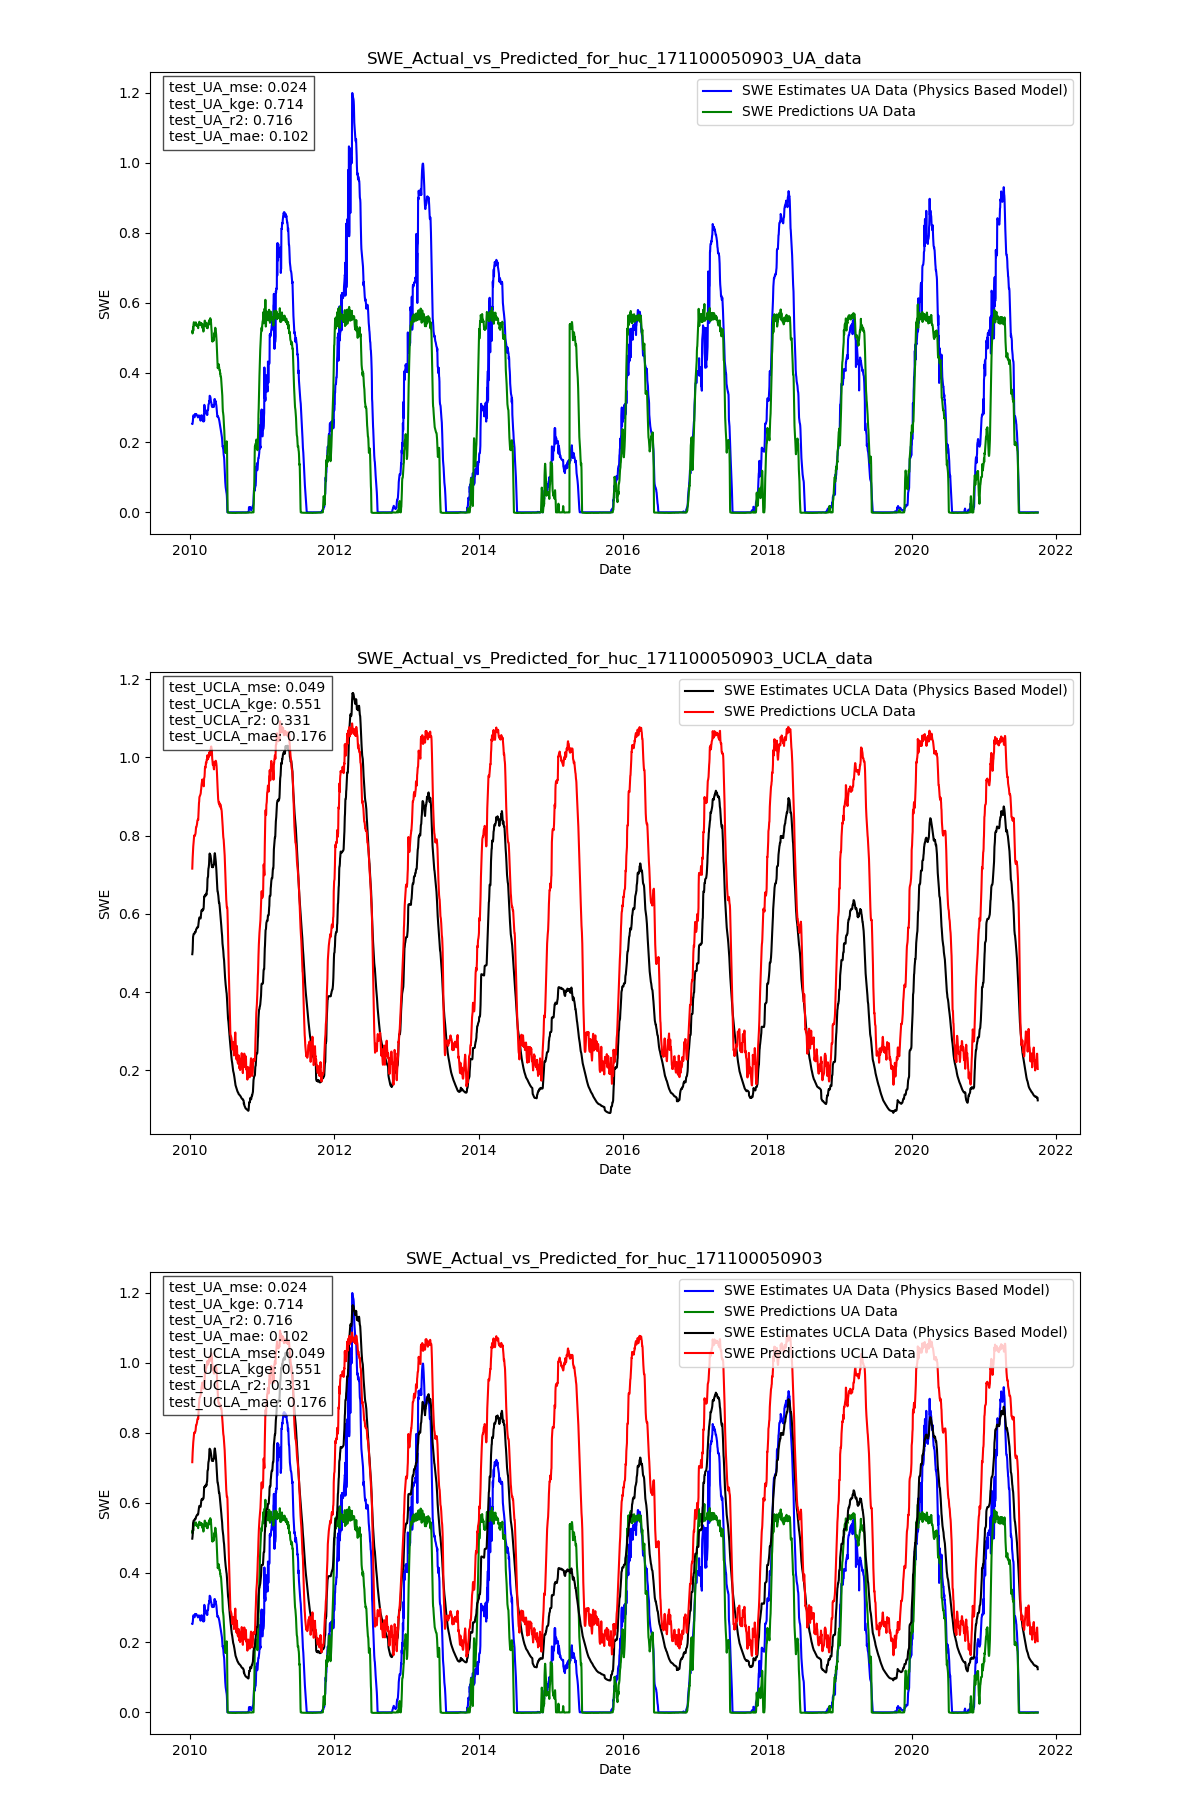 SWE_Actual_vs_Predicted_for_huc_171100050903_UA_data
test_UA_mse: 0.024
test_UA_kge: 0.714
test_UA_r2: 0.716
test_UA_mae: 0.102
SWE Estimates UA Data (Physics Based Model)
SWE Predictions UA Data
1.2
1.0
0.8
0.6
0.4
0.2
0.0
SWE
2010 2012 2014 2016 2018 2020 2022
Date
SWE_Actual_vs_Predicted_for_huc_171100050903_UCLA_data
test_UCLA_mse: 0.049
test_UCLA_kge: 0.551
test_UCLA_r2: 0.331
test_UCLA_mae: 0.176
SWE Estimates UCLA Data (Physics Based Model)
SWE Predictions UCLA Data
1.2
1.0
0.8
0.6
0.4
0.2
SWE
2010 2012 2014 2016 2018 2020 2022
Date
SWE_Actual_vs_Predicted_for_huc_171100050903
test_UA_mse: 0.024
test_UA_kge: 0.714
test_UA_r2: 0.716
test_UA_mae: 0.102
test_UCLA_mse: 0.049
test_UCLA_kge: 0.551
test_UCLA_r2: 0.331
test_UCLA_mae: 0.176
SWE Estimates UA Data (Physics Based Model)
SWE Predictions UA Data
SWE Estimates UCLA Data (Physics Based Model)
SWE Predictions UCLA Data
1.2
1.0
0.8
0.6
0.4
0.2
0.0
SWE
2010 2012 2014 2016 2018 2020 2022
Date